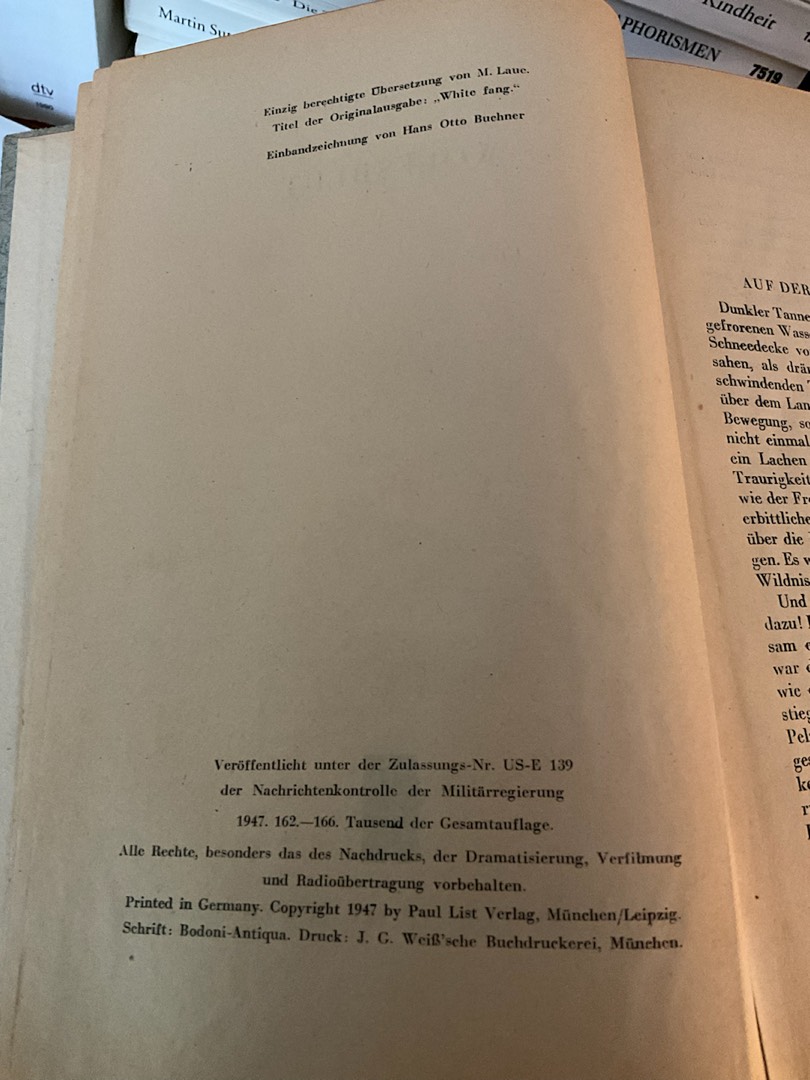 Martin
Kindheit
PHORISMEN
7519
dtv
Einzig berechtigte Übersetzung von M. Laue.
Titel der Originalausgabe: „White fang.“
Einbandzeichnung von Hans Otto Buchner
Veröffentlicht unter der Zulassungs-Nr. US-E 139
der Nachrichtenkontrolle der Militärregierung
1947. 162.—166. Tausend der Gesamtauflage.
Alle Rechte, besonders das des Nachdrucks, der Dramatisierung, Verfilmung
und Radioübertragung vorbehalten.
Printed in Germany. Copyright 1947 by Paul List Verlag, München/Leipzig.
Schrift: Bodoni-Antiqua. Druck: J. G. Weiß'sche Buchdruckerei, München.
AUF DER
Dunkler Tanne
gefrorenen Wass
Schneedecke vo
sahen, als drä
schwindenden
über dem Lan
Bewegung, so
nicht einmal
ein Lachen
Traurigkeit
wie der Fr
erbittliche
über die
gen. Es w
Wildnis
Und
dazu!
sam e
war d
wie
stieg
Pel
ges
ke